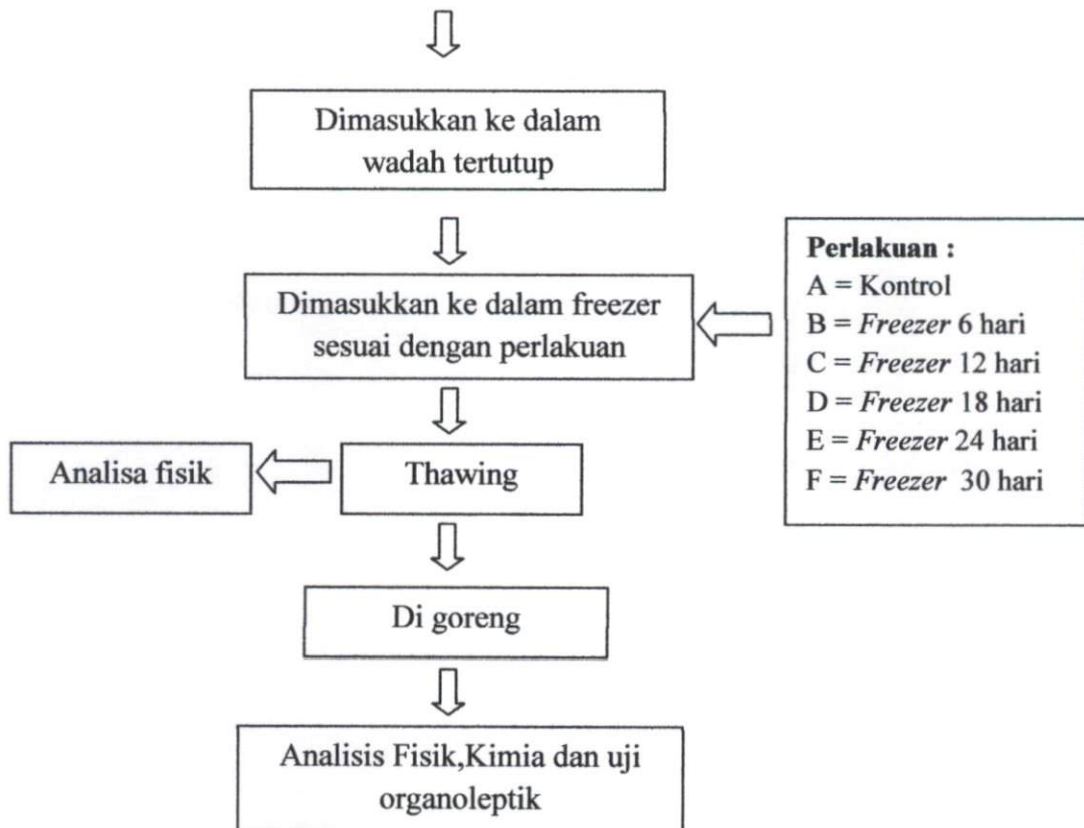 Dimasukkan ke dalam
wadah tertutup
Dimasukkan ke dalam freezer
sesuai dengan perlakuan
Perlakuan :
A = Kontrol
B = Freezer 6 hari
C = Freezer 12 hari
D = Freezer 18 hari
E = Freezer 24 hari
F = Freezer 30 hari
Analisa fisik
Thawing
Di goreng
Analisis Fisik,Kimia dan uji
organoleptik